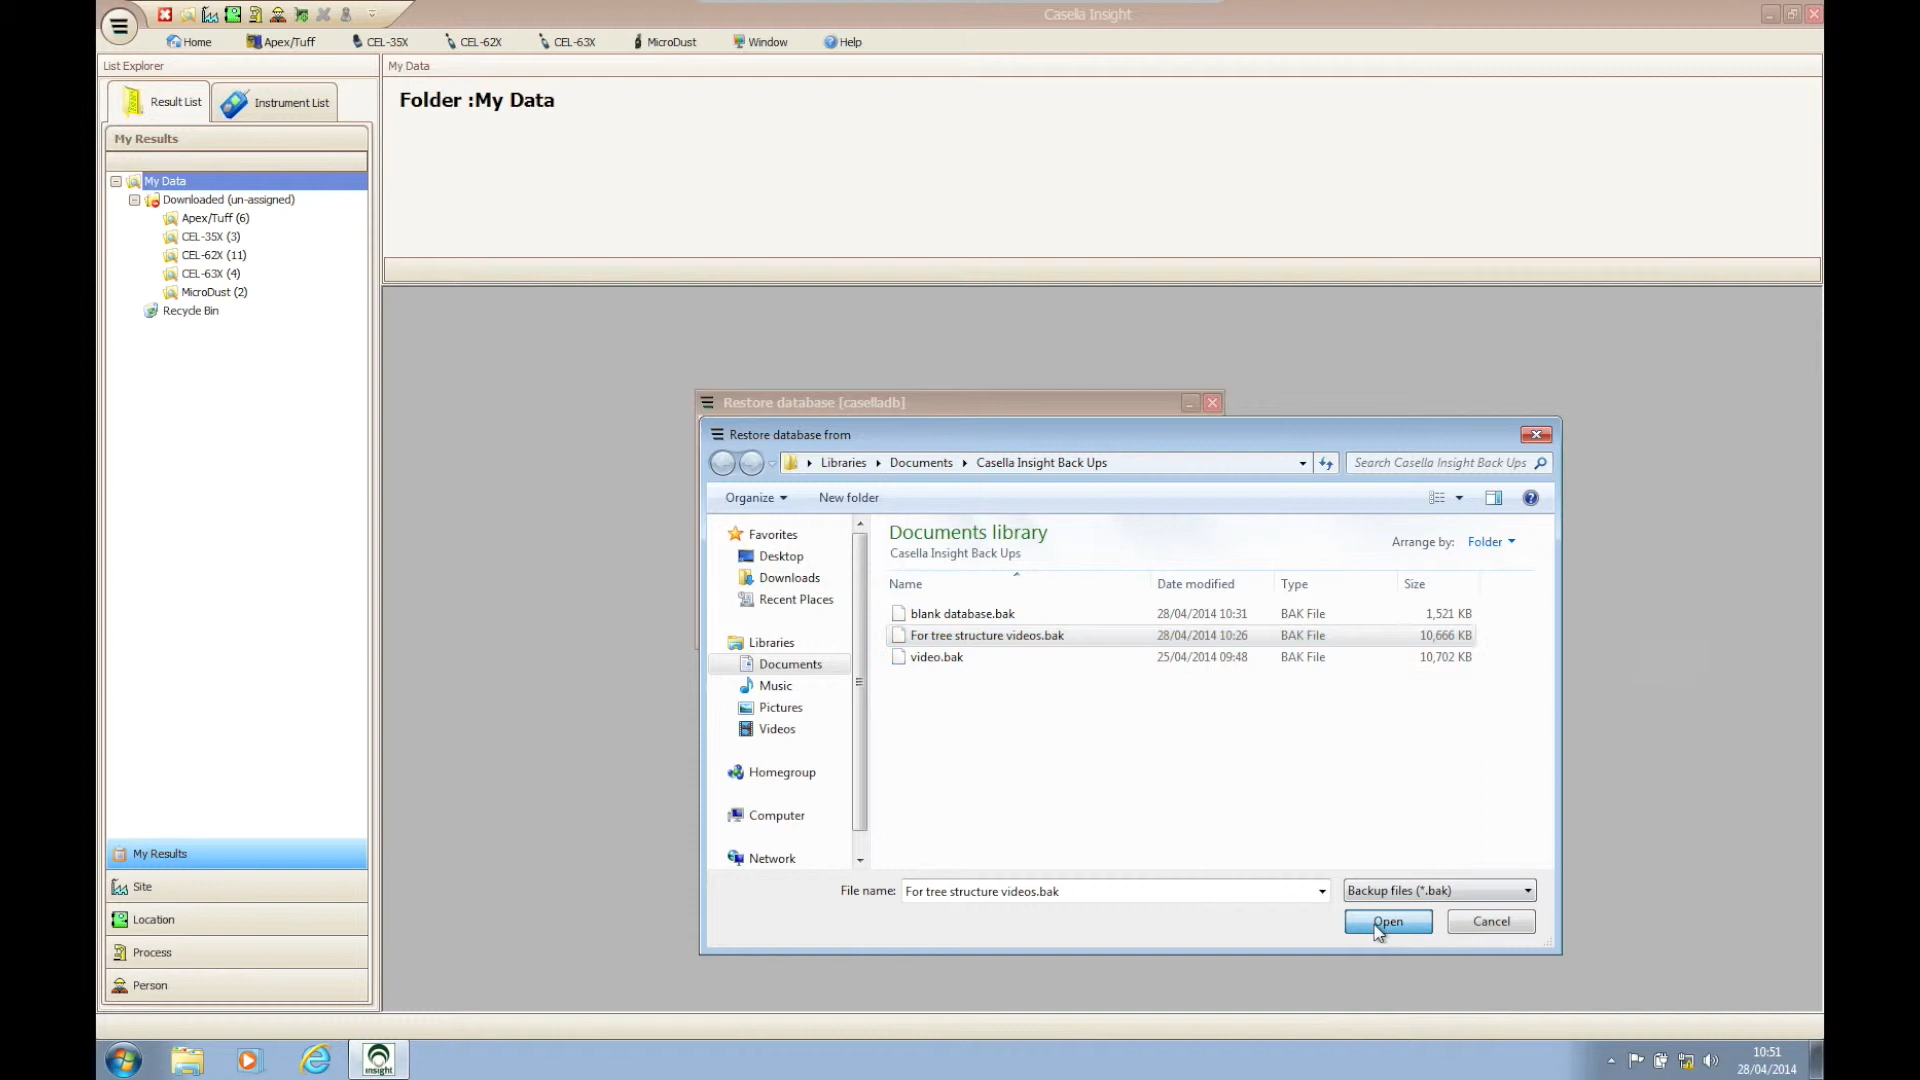 Casella Insight
Home Apex/Tuff CEL-35X CEL-62X CEL-63X MicroDust Window Help
List Explorer
My Data
Result List Instrument List
Folder :My Data
My Results
My Data
Downloaded (un-assigned)
Apex/Tuff (6)
CEL-35X (3)
CEL-62X (11)
CEL-63X (4)
MicroDust (2)
Recycle Bin
My Results
Site
Location
Process
Person
Restore database [caselladb]
Restore database from
Libraries Documents Casella Insight Back Ups
Search Casella Insight Back Ups
Organize New folder
Favorites
Desktop
Downloads
Recent Places
Libraries
Documents
Music
Pictures
Videos
Homegroup
Computer
Network
Documents library
Casella Insight Back Ups
Arrange by: Folder
Name Date modified Type Size
blank database.bak 28/04/2014 10:31 BAK File 1,521 KB
For tree structure videos.bak 28/04/2014 10:26 BAK File 10,666 KB
video.bak 25/04/2014 09:48 BAK File 10,702 KB
File name: For tree structure videos.bak
Backup files (*.bak)
Open Cancel
insight
10:51
28/04/2014